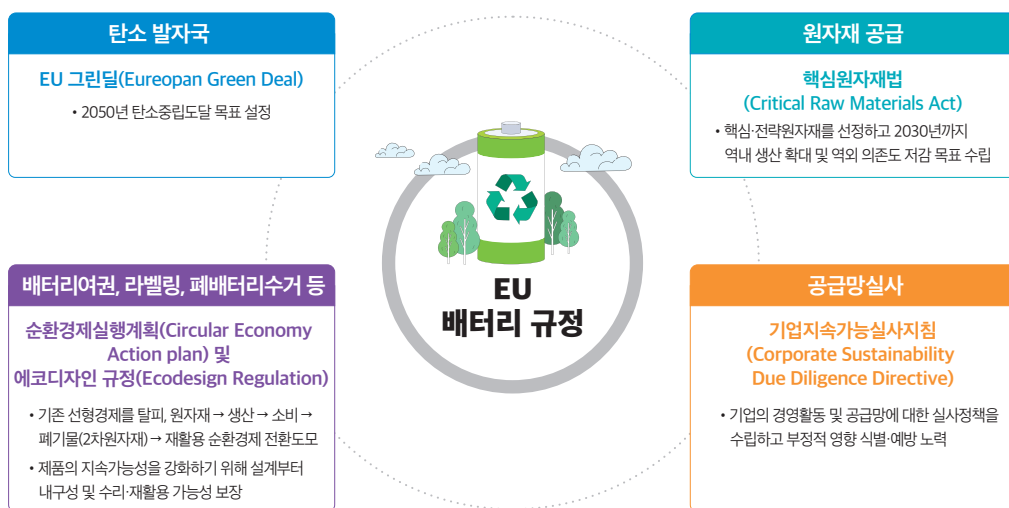 탄소 발자국
EU 그린딜(Eureopan Green Deal)
• 2050년 탄소중립도달 목표 설정
원자재 공급
핵심원자재법
(Critical Raw Materials Act)
• 핵심·전략원자재를 선정하고 2030년까지
역내 생산 확대 및 역외 의존도 저감 목표 수립
EU
배터리 규정
배터리여권, 라벨링, 폐배터리수거 등
순환경제실행계획(Circular Economy
Action plan) 및
에코디자인 규정(Ecodesign Regulation)
• 기존 선형경제를 탈피, 원자재 → 생산 → 소비 →
폐기물(2차원자재) → 재활용 순환경제 전환도모
• 제품의 지속가능성을 강화하기 위해 설계부터
내구성 및 수리·재활용 가능성 보장
공급망실사
기업지속가능실사지침
(Corporate Sustainability
Due Diligence Directive)
• 기업의 경영활동 및 공급망에 대한 실사정책을
수립하고 부정적 영향 식별·예방 노력